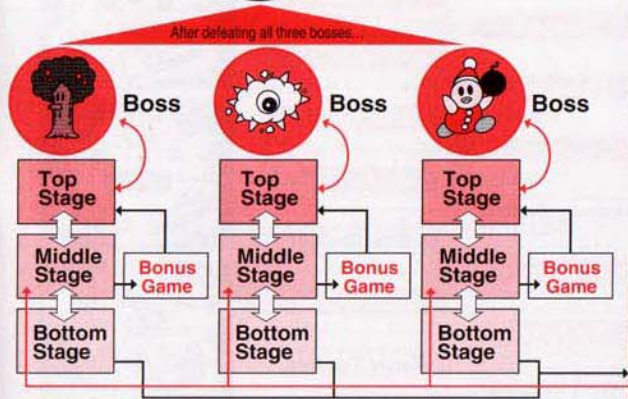 After defeating all three bosses...
Boss
Boss
Boss
Top
Stage
Top
Stage
Top
Stage
Middle
Stage
Bonus
Game
Middle
Stage
Bonus
Game
Middle
Stage
Bonus
Game
Bottom
Stage
Bottom
Stage
Bottom
Stage